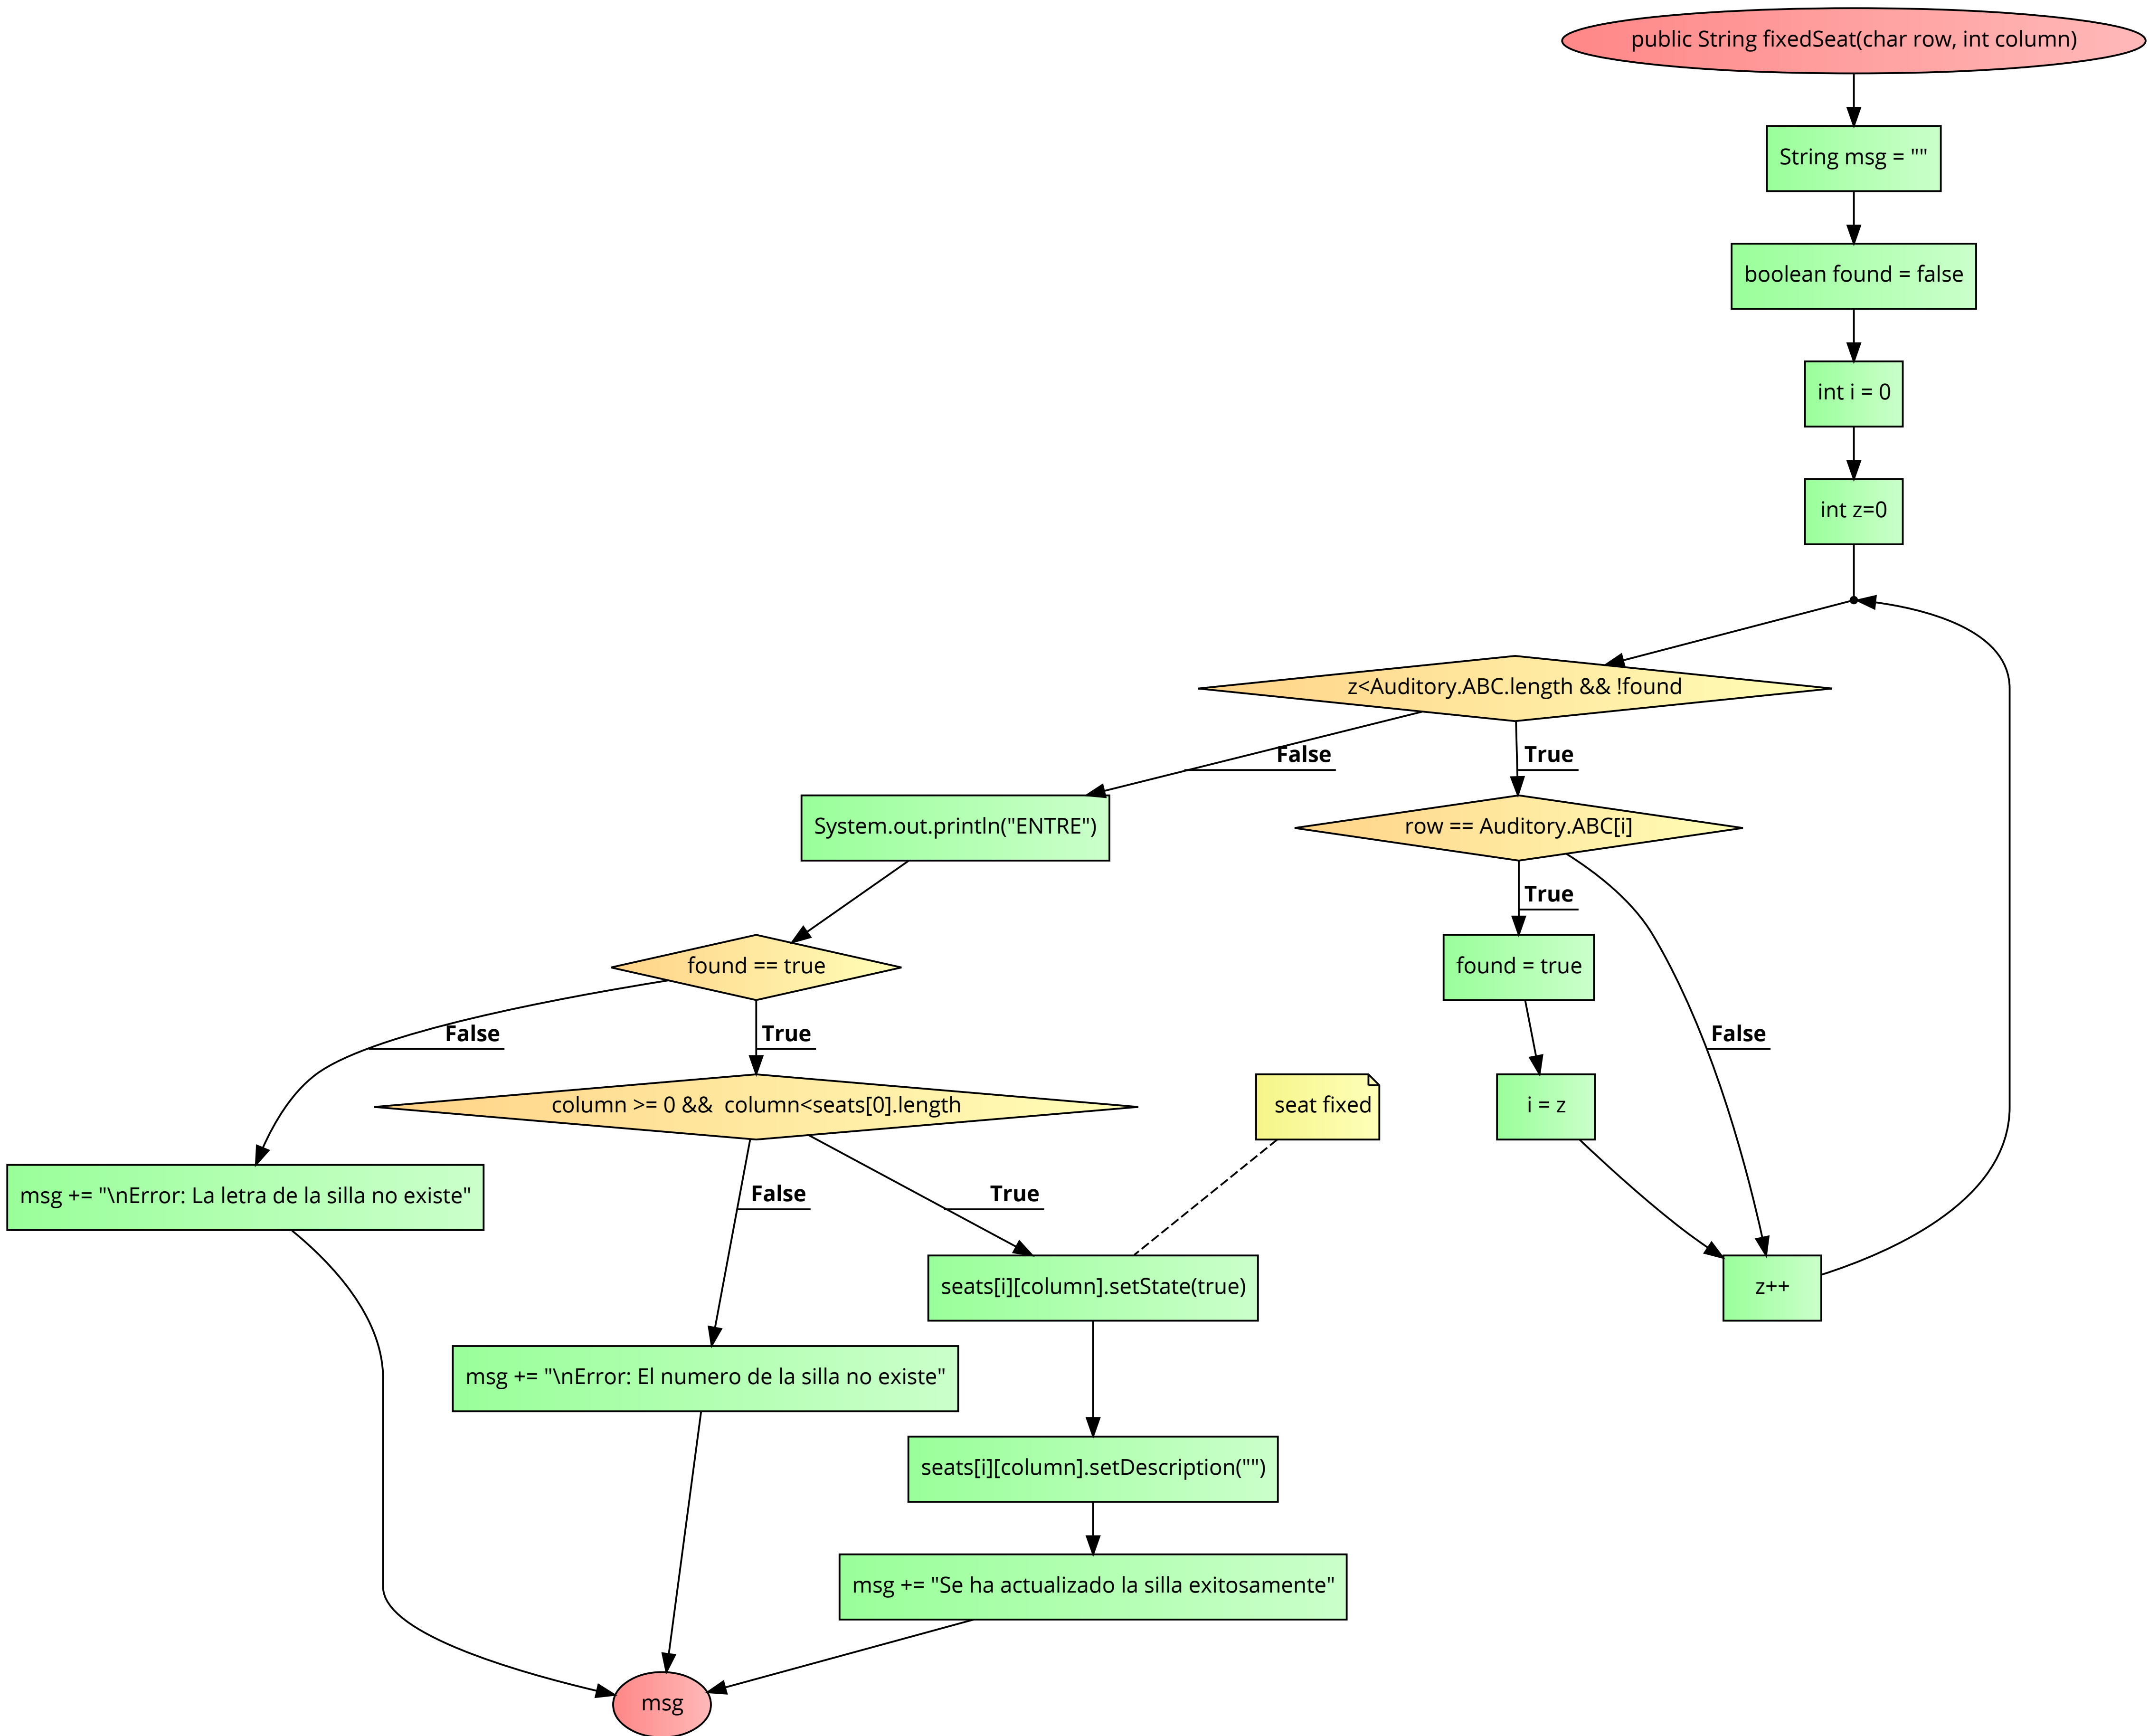 public String fixedSeat(char row, int column)
String msg = ""
boolean found = false
int i = 0
int z=0
z<Auditory.ABC.length && !found
False
True
System.out.println("ENTRE")
row == Auditory.ABC[i]
True
found == true
found = true
False
True
False
column >= 0 &&  column<seats[0].length
seat fixed
i = z
msg += "\nError: La letra de la silla no existe"
False
True
seats[i][column].setState(true)
z++
msg += "\nError: El numero de la silla no existe"
seats[i][column].setDescription("")
msg += "Se ha actualizado la silla exitosamente"
msg